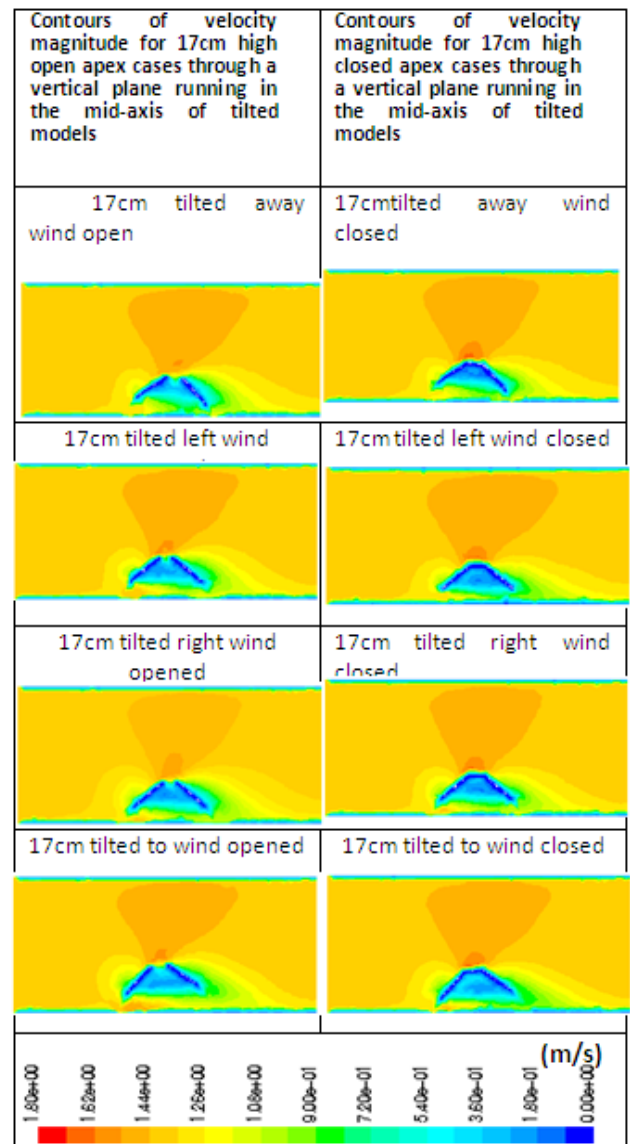 Contours of velocity
magnitude for 17cm high
open apex cases through a
vertical plane running in
the mid-axis of tilted
models
Contours of velocity
magnitude for 17cm high
closed apex cases through
a vertical plane running in
the mid-axis of tilted
models
17cm tilted away
wind open
17cmtilted away wind
closed
17cm tilted left wind
17cm tilted left wind closed
17cm tilted right wind
opened
17cm tilted right wind
closed
17cm tilted to wind opened
17cm tilted to wind closed
(m/s)
1.80e+00
1.62e+00
1.44e+00
1.26e+00
1.08e+00
9.00e-01
7.20e-01
5.40e-01
3.60e-01
1.80e-01
0.00e+00